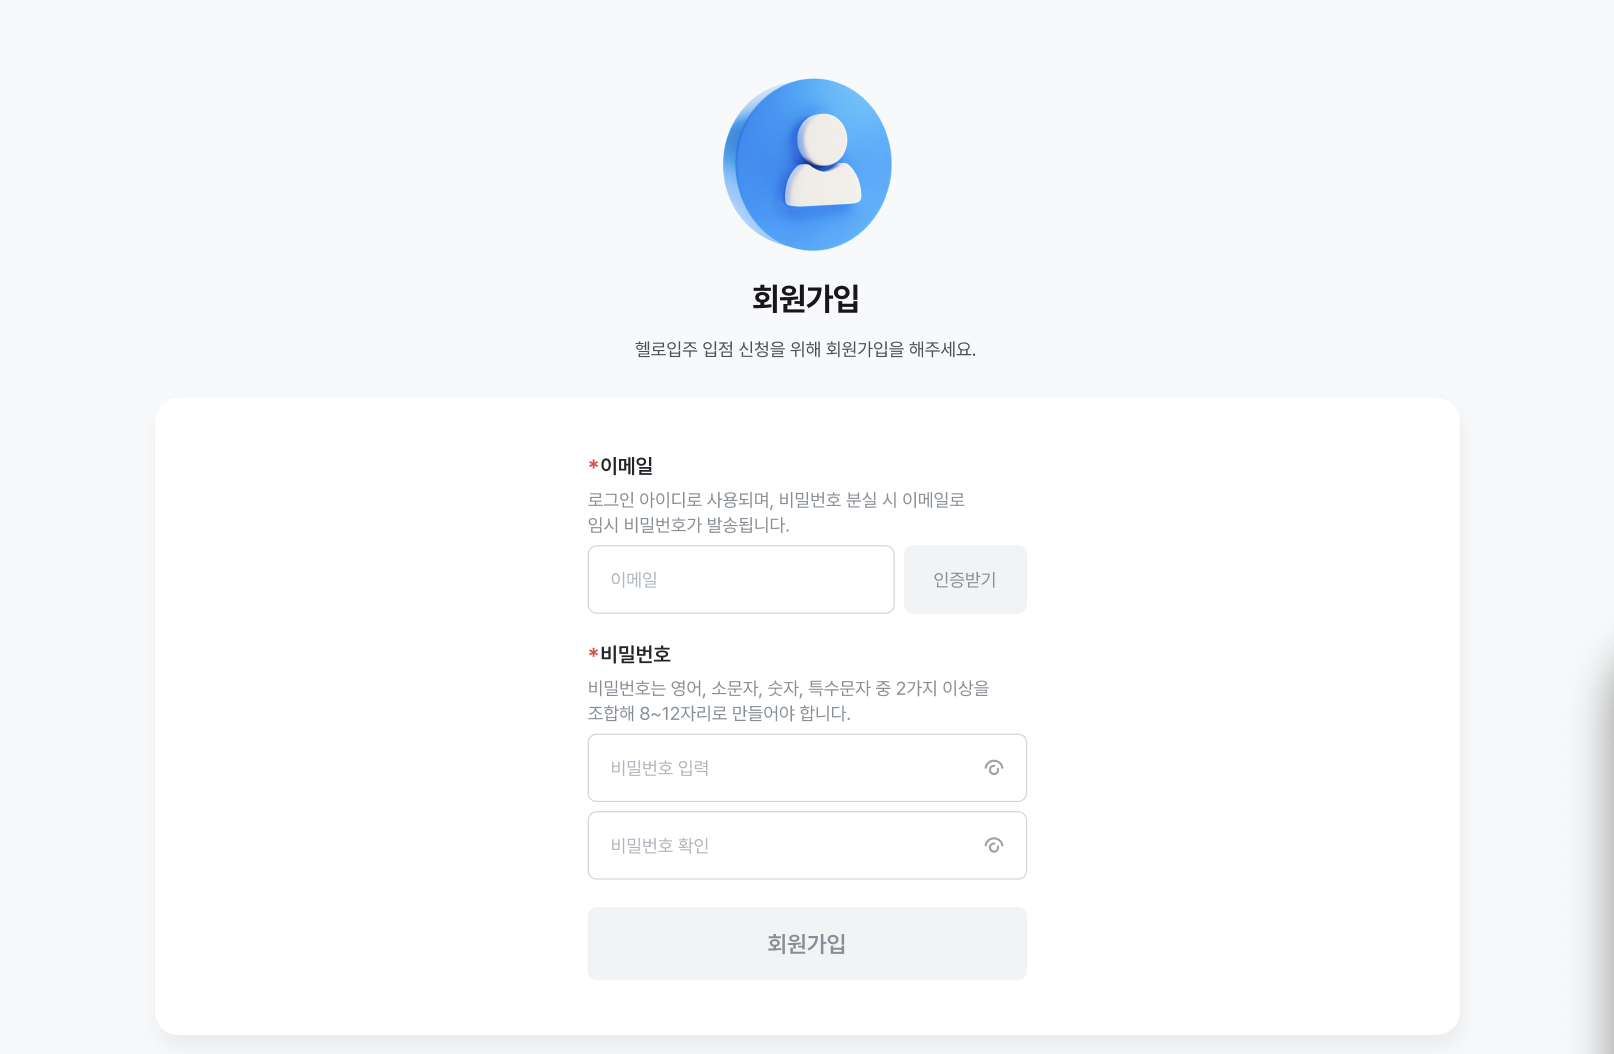 회원가입
헬로입주 입점 신청을 위해 회원가입을 해주세요.
*이메일
로그인 아이디로 사용되며, 비밀번호 분실 시 이메일로
임시 비밀번호가 발송됩니다.
이메일
인증받기
*비밀번호
비밀번호는 영어, 소문자, 숫자, 특수문자 중 2가지 이상을
조합해 8~12자리로 만들어야 합니다.
비밀번호 입력
비밀번호 확인
회원가입